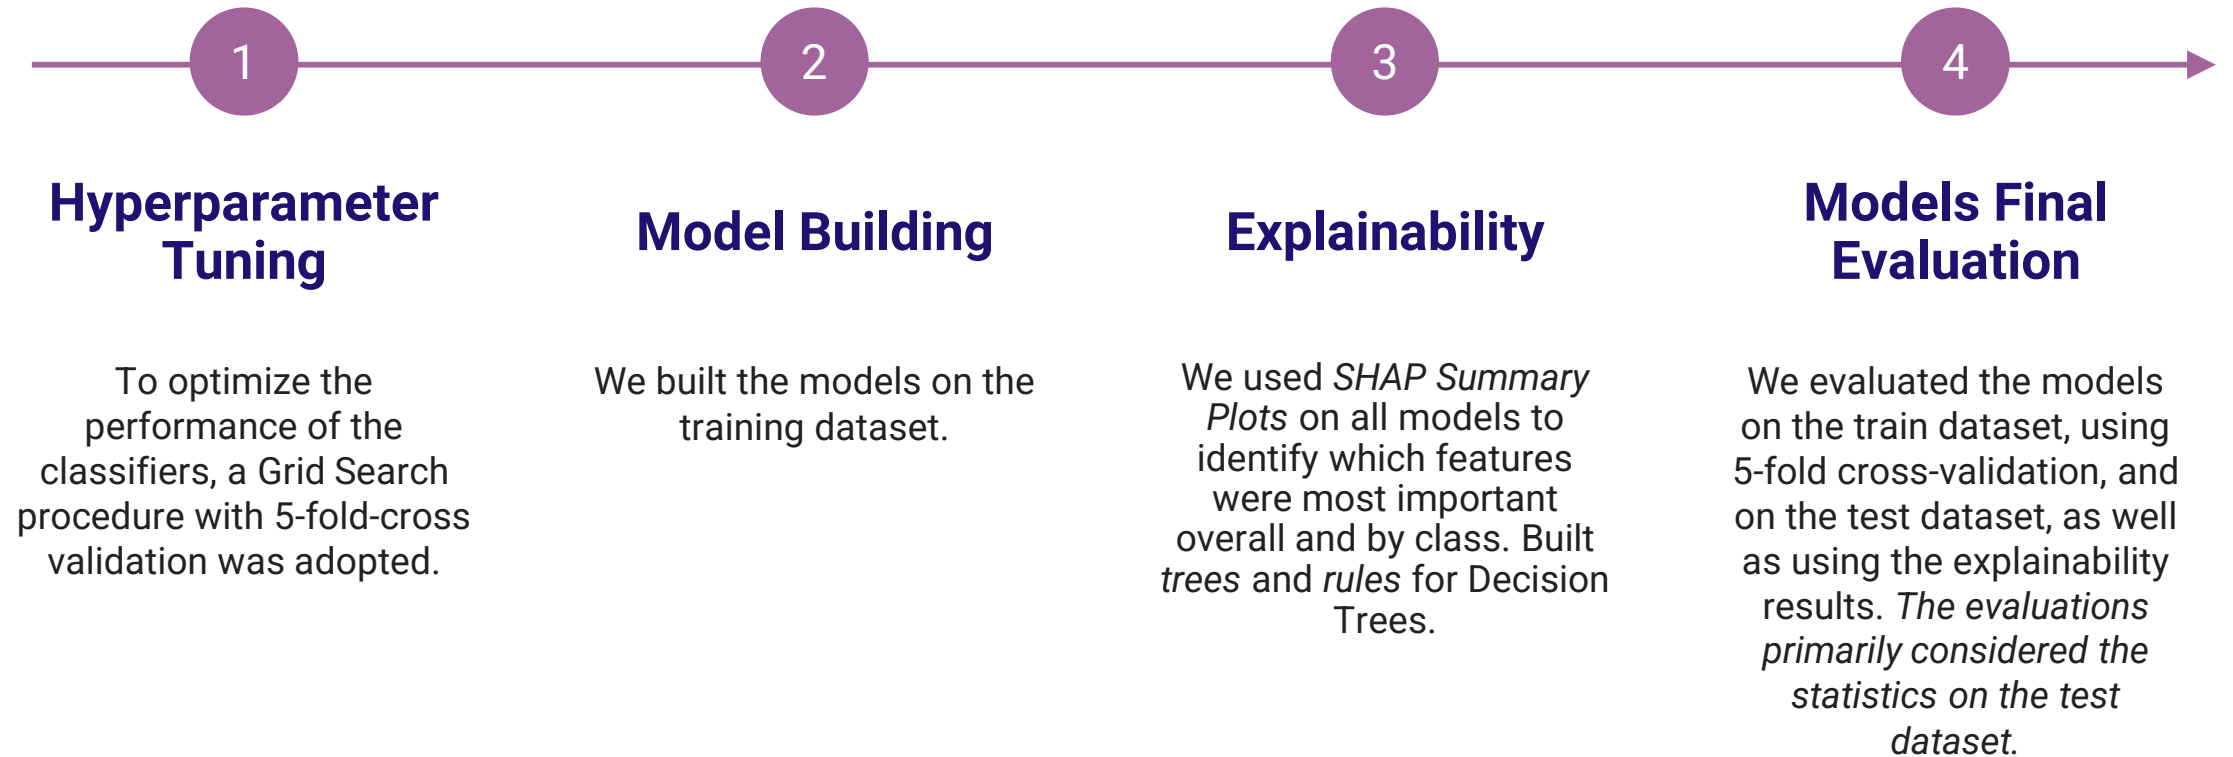 1
Hyperparameter
Tuning
To optimize the
performance of the
classifiers, a Grid Search
procedure with 5-fold-cross
validation was adopted.
2
Model Building
We built the models on the
training dataset.
3
Explainability
We used SHAP Summary
Plots on all models to
identify which features
were most important
overall and by class. Built
trees and rules for Decision
Trees.
4
Models Final
Evaluation
We evaluated the models
on the train dataset, using
5-fold cross-validation, and
on the test dataset, as well
as using the explainability
results. The evaluations
primarily considered the
statistics on the test
dataset.